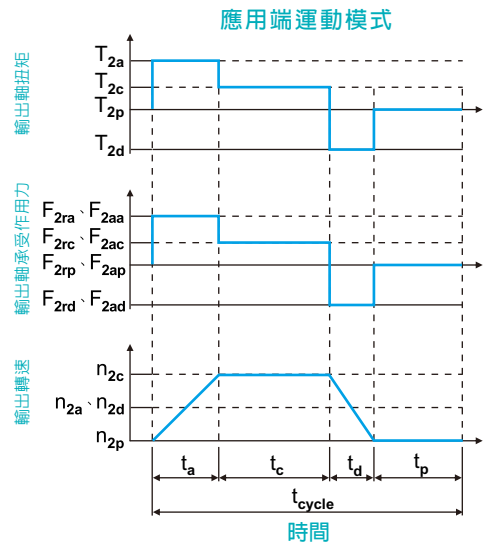 應用端運動模式
輸出軸扭矩
T2a
T2c
T2p
T2d
輸出軸承受作用力
F2ra、F2aa
F2rc、F2ac
F2rp、F2ap
F2rd、F2ad
輸出轉速
n2c
n2a、n2d
n2p
ta tc td tp
tcycle
時間